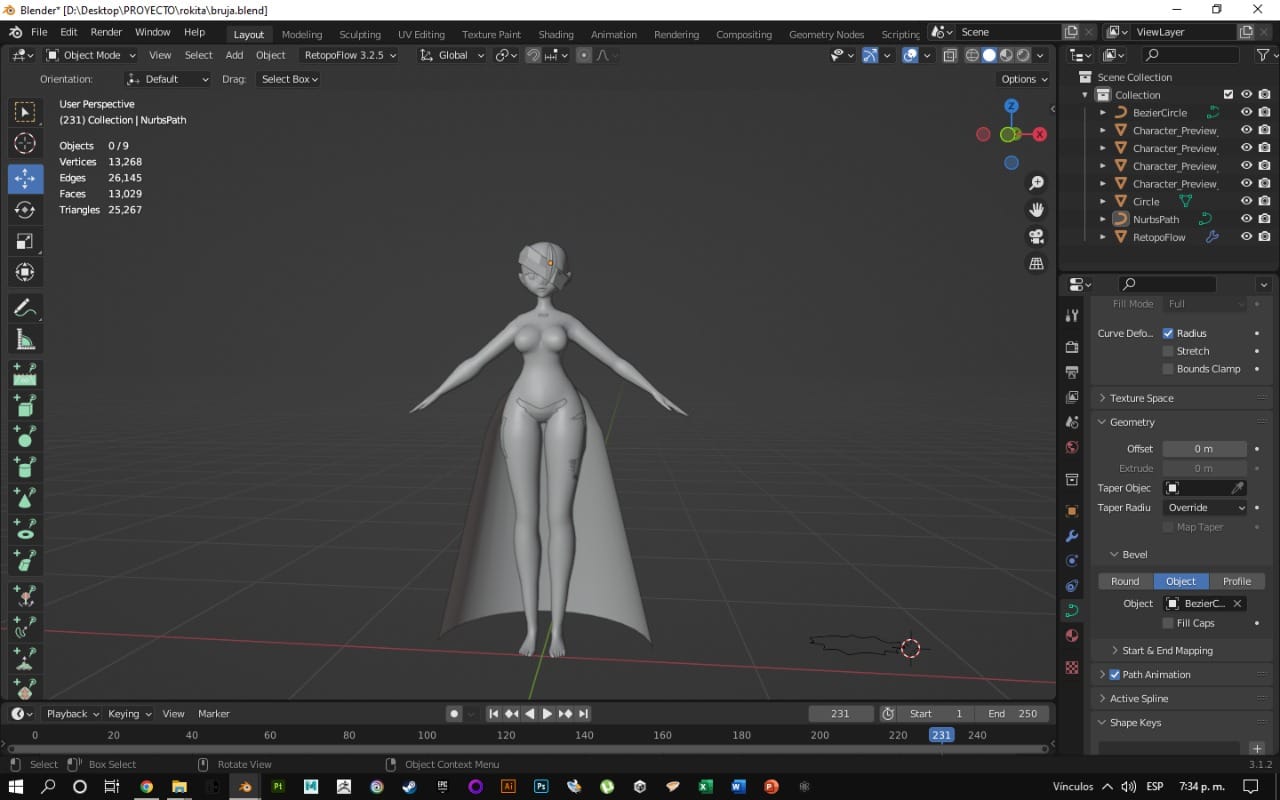 Blender* [D:\Desktop\PROYECTO\rokita\bruja.blend]
File Edit Render Window Help Layout Modeling Sculpting UV Editing Texture Paint Shading Animation Rendering Compositing Geometry Nodes Scripting Scene ViewLayer
Object Mode View Select Add Object RetopoFlow 3.2.5 Global
Orientation: Default Drag: Select Box Options
User Perspective
(231) Collection | NurbsPath
Objects 0/9
Vertices 13,268
Edges 26,145
Faces 13,029
Triangles 25,267
Z
X
Scene Collection
Collection
BezierCircle
Character_Preview
Character_Preview
Character_Preview
Character_Preview
Circle
NurbsPath
RetopoFlow
Fill Mode Full
Curve Defo... Radius
Stretch
Bounds Clamp
Texture Space
Geometry
Offset 0 m
Extrude 0 m
Taper Objec
Taper Radiu Override
Map Taper
Bevel
Round Object Profile
Object BezierC...
Fill Caps
Start & End Mapping
Path Animation
Active Spline
Shape Keys
Playback Keying View Marker 231 Start 1 End 250
0 20 40 60 80 100 120 140 160 180 200 220 231 240
Select Box Select Rotate View Object Context Menu 3.1.2
Pt M EPIC Ai Ps X W P Vínculos ESP 7:34 p. m.